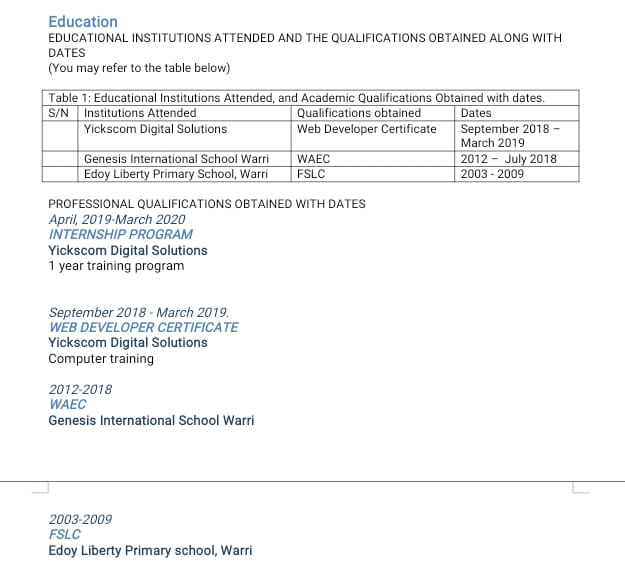 Education
EDUCATIONAL INSTITUTIONS ATTENDED AND THE QUALIFICATIONS OBTAINED ALONG WITH
DATES
(You may refer to the table below)
Table 1: Educational Institutions Attended, and Academic Qualifications Obtained with dates.
S/N Institutions Attended Qualifications obtained Dates
Yickscom Digital Solutions Web Developer Certificate September 2018 –
March 2019
Genesis International School Warri WAEC 2012 – July 2018
Edoy Liberty Primary School, Warri FSLC 2003 - 2009
PROFESSIONAL QUALIFICATIONS OBTAINED WITH DATES
April, 2019-March 2020
INTERNSHIP PROGRAM
Yickscom Digital Solutions
1 year training program
September 2018 - March 2019.
WEB DEVELOPER CERTIFICATE
Yickscom Digital Solutions
Computer training
2012-2018
WAEC
Genesis International School Warri
2003-2009
FSLC
Edoy Liberty Primary school, Warri